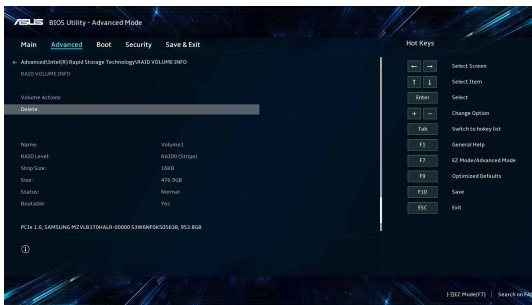 ASUS BIOS Utility - Advanced Mode
Main Advanced Boot Security Save & Exit
← Advanced\Intel(R) Rapid Storage Technology\RAID VOLUME INFO
RAID VOLUME INFO
Volume Actions
Delete
Name: Volume1
RAID Level: RAID0 (Stripe)
Strip Size: 16KB
Size: 476.9GB
Status: Normal
Bootable: Yes
PCIe 1.0, SAMSUNG MZVLB1T0HALR-00000 S3W6NF0K505638, 953.8GB
Hot Keys
← → Select Screen
↑ ↓ Select Item
Enter Select
+ − Change Option
Tab Switch to hokey list
F1 General Help
F7 EZ Mode/Advanced Mode
F9 Optimized Defaults
F10 Save
ESC Exit
EZ Mode(F7) | Search on FAQ